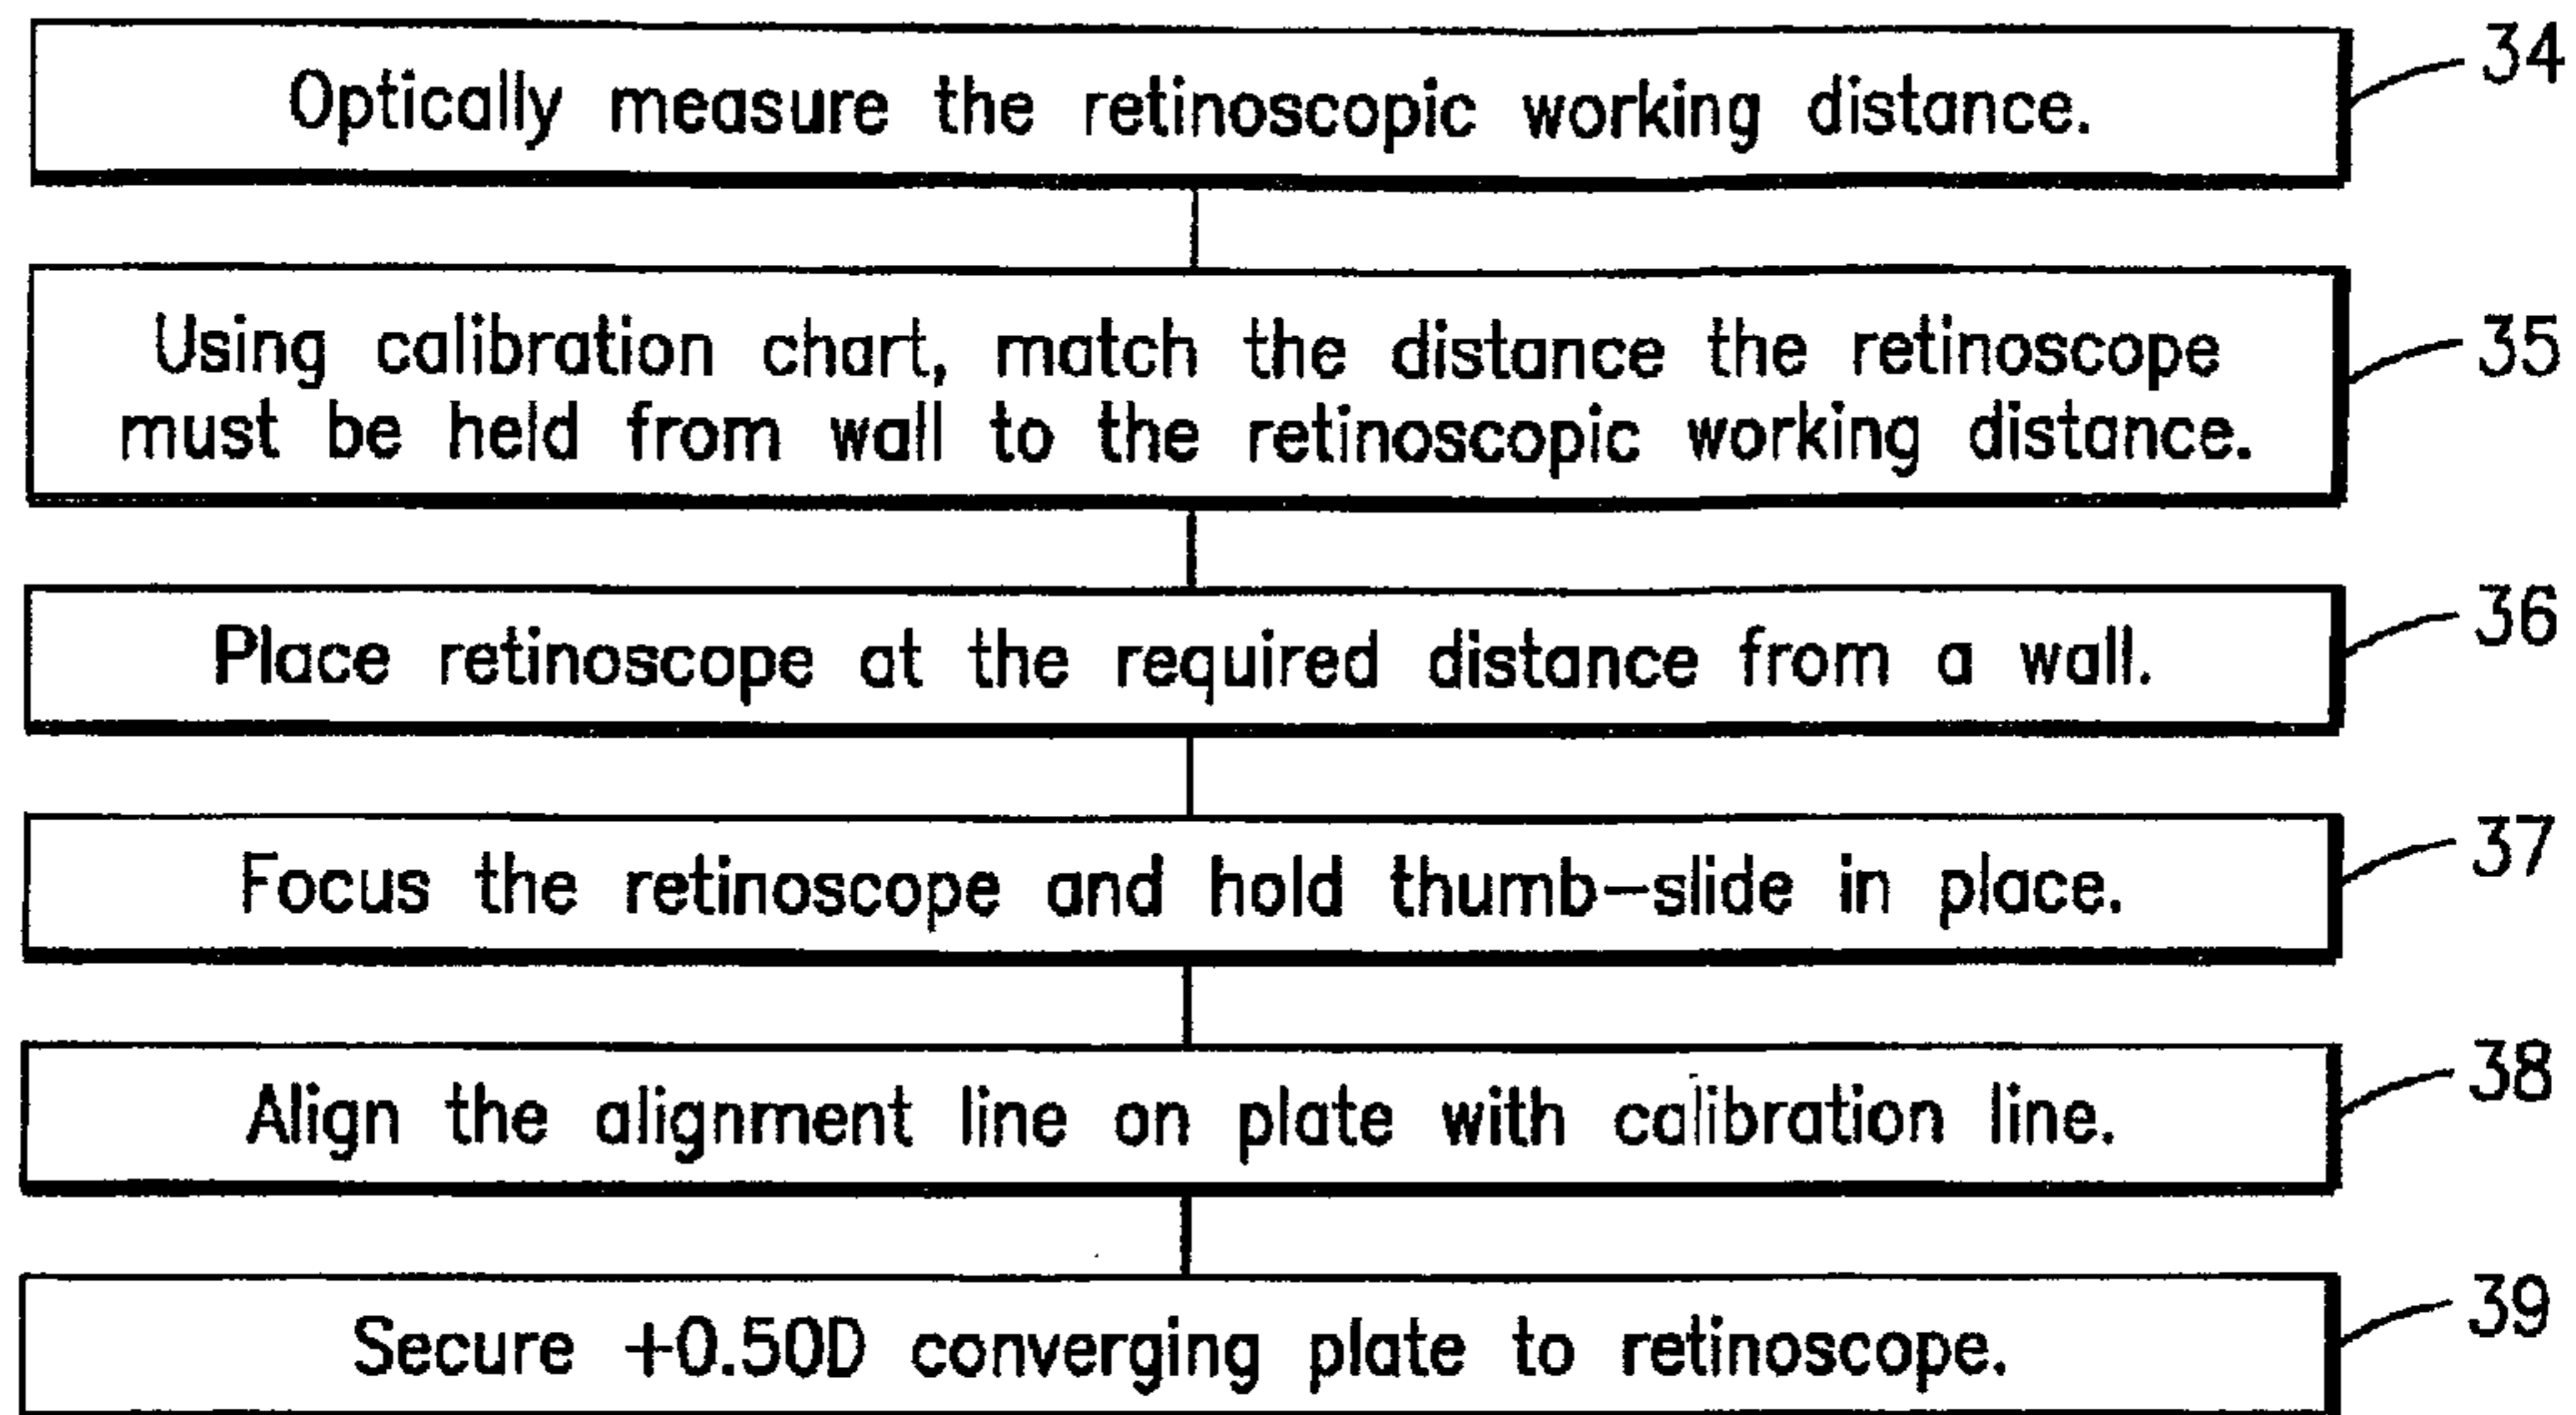 Optically measure the retinoscopic working distance.
34
Using calibration chart, match the distance the retinoscope
must be held from wall to the retinoscopic working distance.
35
Place retinoscope at the required distance from a wall.
36
Focus the retinoscope and hold thumb-slide in place.
37
Align the alignment line on plate with calibration line.
38
Secure +0.50D converging plate to retinoscope.
39